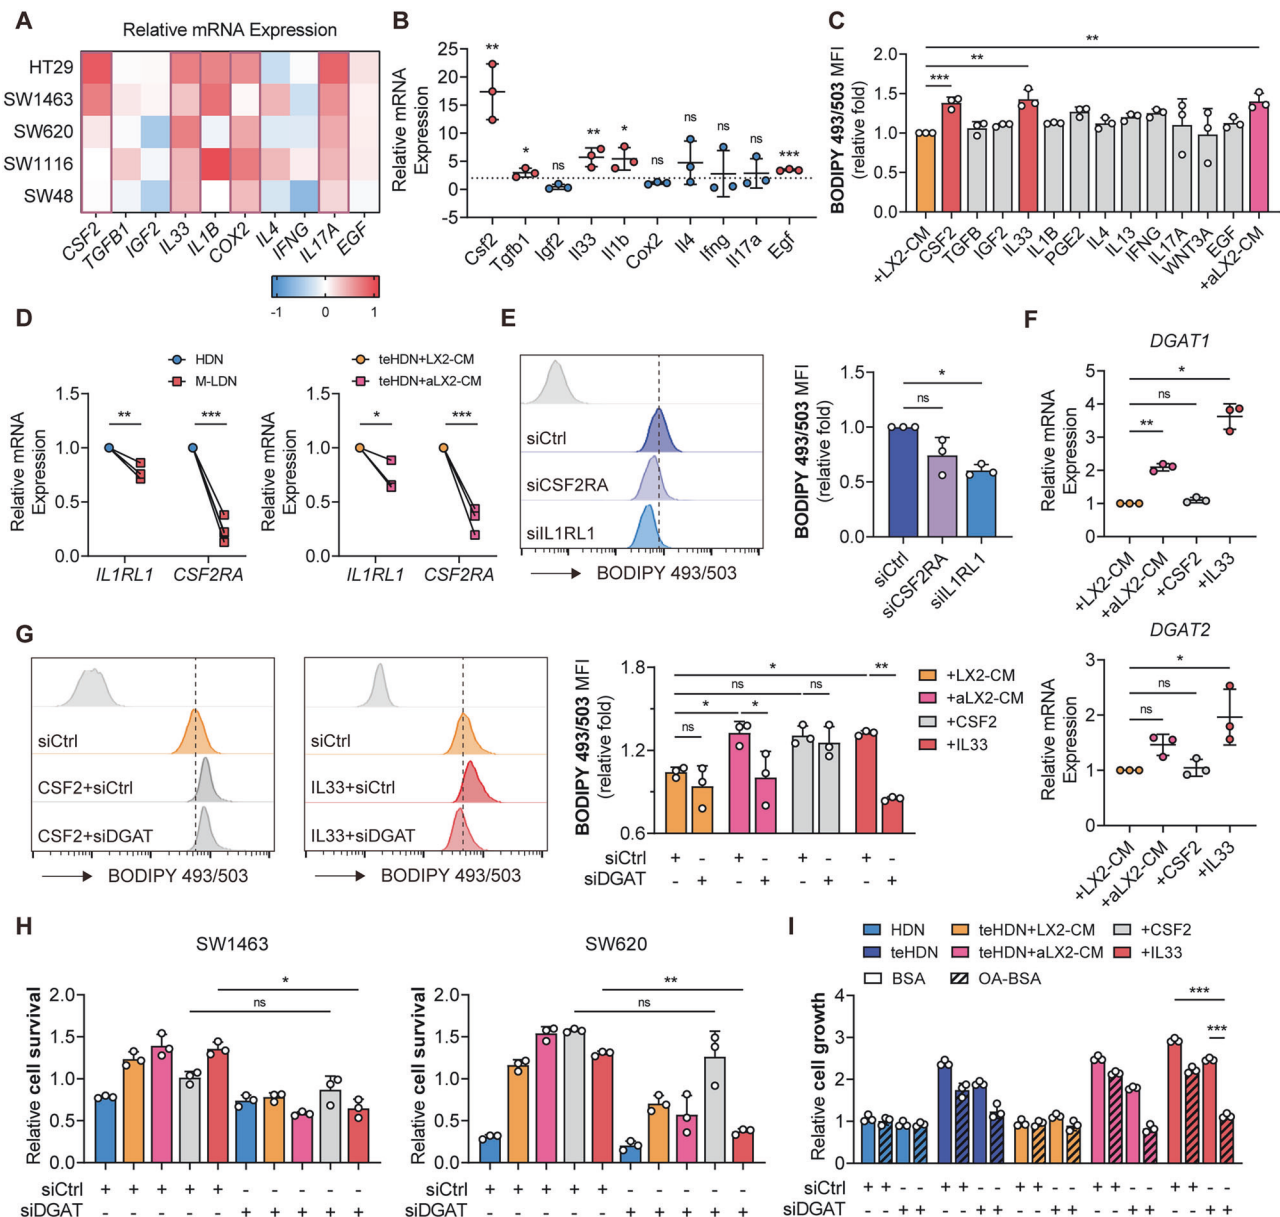 A
Relative mRNA Expression
HT29
SW1463
SW620
SW1116
SW48
CSF2
TGFB1
IGF2
IL33
IL1B
COX2
IL4
IFNG
IL17A
EGF
-1 0 1
B
Relative mRNA
Expression
25
20
15
10
5
0
-5
**
*
ns
**
*
ns
ns
ns
ns
***
Csf2
Tgfb1
Igf2
Il33
Il1b
Cox2
Il4
Ifng
Il17a
Egf
C
BODIPY 493/503 MFI
(relative fold)
2.0
1.5
1.0
0.5
0.0
**
**
***
+LX2-CM
CSF2
TGFB
IGF2
IL33
IL1B
PGE2
IL4
IL13
IFNG
IL17A
WNT3A
EGF
+aLX2-CM
D
HDN
M-LDN
Relative mRNA
Expression
1.5
1.0
0.5
0.0
** ***
IL1RL1 CSF2RA
teHDN+LX2-CM
teHDN+aLX2-CM
Relative mRNA
Expression
1.5
1.0
0.5
0.0
* ***
IL1RL1 CSF2RA
E
siCtrl
siCSF2RA
siIL1RL1
BODIPY 493/503
BODIPY 493/503 MFI
(relative fold)
1.5
1.0
0.5
0.0
*
ns
siCtrl
siCSF2RA
siIL1RL1
F
DGAT1
Relative mRNA
Expression
5
4
3
2
1
0
*
ns
**
+LX2-CM
+aLX2-CM
+CSF2
+IL33
DGAT2
Relative mRNA
Expression
3
2
1
0
*
ns
ns
+LX2-CM
+aLX2-CM
+CSF2
+IL33
G
siCtrl
CSF2+siCtrl
CSF2+siDGAT
BODIPY 493/503
siCtrl
IL33+siCtrl
IL33+siDGAT
BODIPY 493/503
BODIPY 493/503 MFI
(relative fold)
1.8
1.2
0.6
* **
ns ns
* *
ns
+LX2-CM
+aLX2-CM
+CSF2
+IL33
siCtrl + - + - + - + -
siDGAT - + - + - + - +
H
SW1463
Relative cell survival
2.0
1.5
1.0
0.5
0.0
*
ns
siCtrl + + + + + - - - - -
siDGAT - - - - - + + + + +
SW620
Relative cell survival
2.0
1.5
1.0
0.5
0.0
**
ns
+ + + + + - - - - -
- - - - - + + + + +
I
HDN teHDN+LX2-CM +CSF2
teHDN teHDN+aLX2-CM +IL33
BSA OA-BSA
Relative cell growth
4
3
2
1
0
***
***
siCtrl + + - - + + - - + + - - + + - - + + - -
siDGAT - - + + - - + + - - + + - - + + - - + +